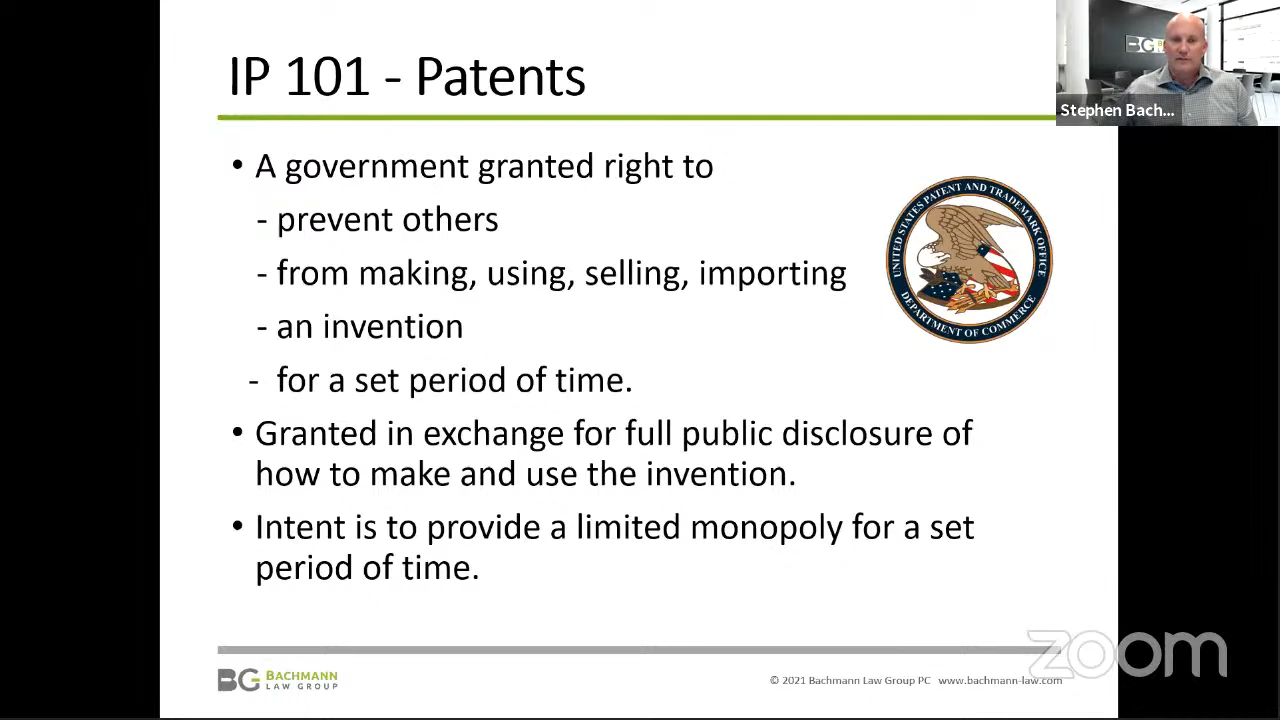 IP 101 - Patents
Stephen Bach...
• A government granted right to
- prevent others
- from making, using, selling, importing
- an invention
- for a set period of time.
UNITED STATES PATENT AND TRADEMARK OFFICE
DEPARTMENT OF COMMERCE
• Granted in exchange for full public disclosure of
how to make and use the invention.
• Intent is to provide a limited monopoly for a set
period of time.
zoom
BG BACHMANN
LAW GROUP
© 2021 Bachmann Law Group PC www.bachmann-law.com